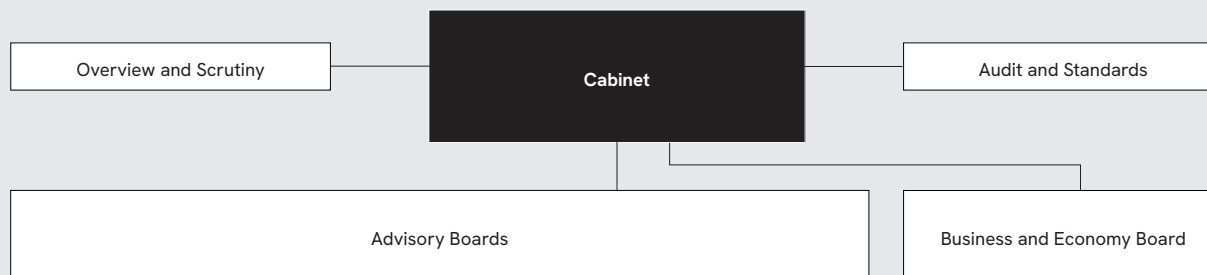 Overview and Scrutiny
Cabinet
Audit and Standards
Advisory Boards
Business and Economy Board